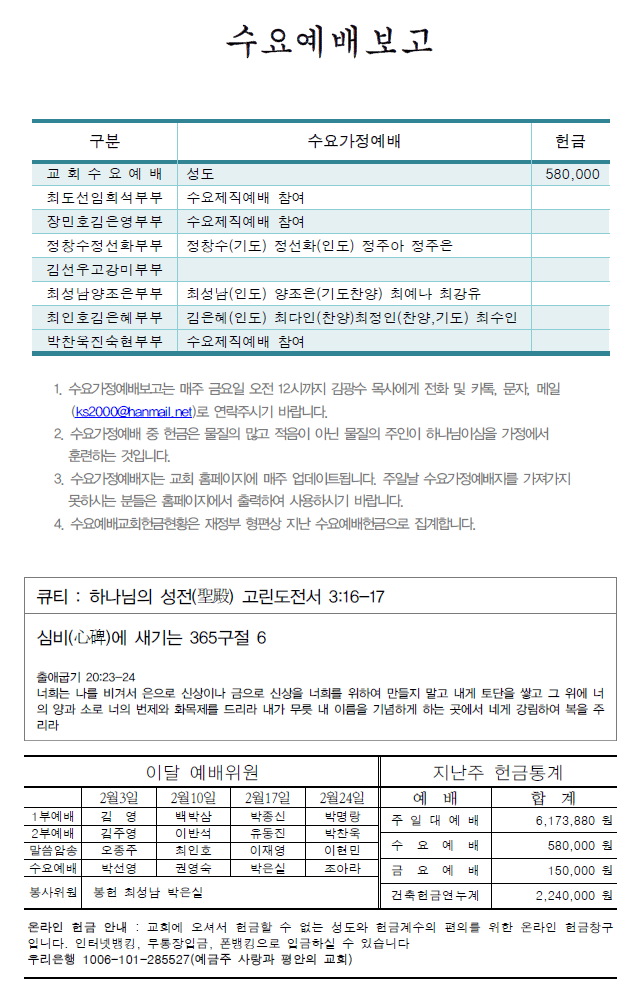 수요예배보고
구분 수요가정예배 헌금
교 회 수 요 예 배 성도 580,000
최도선임희석부부 수요제직예배 참여
장민호김은영부부 수요제직예배 참여
정창수정선화부부 정창수(기도) 정선화(인도) 정주아 정주은
김선우고강미부부
최성남양조은부부 최성남(인도) 양조은(기도찬양) 최예나 최강유
최인호김은혜부부 김은혜(인도) 최다인(찬양)최정인(찬양,기도) 최수인
박찬욱진숙현부부 수요제직예배 참여
1. 수요가정예배보고는 매주 금요일 오전 12시까지 김광수 목사에게 전화 및 카톡, 문자, 메일
(ks2000@hanmail.net)로 연락주시기 바랍니다.
2. 수요가정예배 중 헌금은 물질의 많고 적음이 아닌 물질의 주인이 하나님이심을 가정에서
훈련하는 것입니다.
3. 수요가정예배지는 교회 홈페이지에 매주 업데이트됩니다. 주일날 수요가정예배지를 가져가지
못하시는 분들은 홈페이지에서 출력하여 사용하시기 바랍니다.
4. 수요예배교회헌금현황은 재정부 형편상 지난 수요예배헌금으로 집계합니다.
큐티 : 하나님의 성전(聖殿) 고린도전서 3:16-17
심비(心碑)에 새기는 365구절 6
출애굽기 20:23-24
너희는 나를 비겨서 은으로 신상이나 금으로 신상을 너희를 위하여 만들지 말고 내게 토단을 쌓고 그 위에 너
의 양과 소로 너의 번제와 화목제를 드리라 내가 무릇 내 이름을 기념하게 하는 곳에서 네게 강림하여 복을 주
리라
이달 예배위원
2월3일 2월10일 2월17일 2월24일
1부예배 김 영 백박삼 박종신 박명랑
2부예배 김주영 이반석 유동진 박찬욱
말씀암송 오종주 최인호 이재영 이현민
수요예배 박선영 권영숙 박은실 조아라
봉사위원 봉헌 최성남 박은실
지난주 헌금통계
예 배 합 계
주 일 대 예 배 6,173,880 원
수 요 예 배 580,000 원
금 요 예 배 150,000 원
건축헌금연누계 2,240,000 원
온라인 헌금 안내 : 교회에 오셔서 헌금할 수 없는 성도와 헌금계수의 편의를 위한 온라인 헌금창구
입니다. 인터넷뱅킹, 무통장입금, 폰뱅킹으로 입금하실 수 있습니다
우리은행 1006-101-285527(예금주 사랑과 평안의 교회)